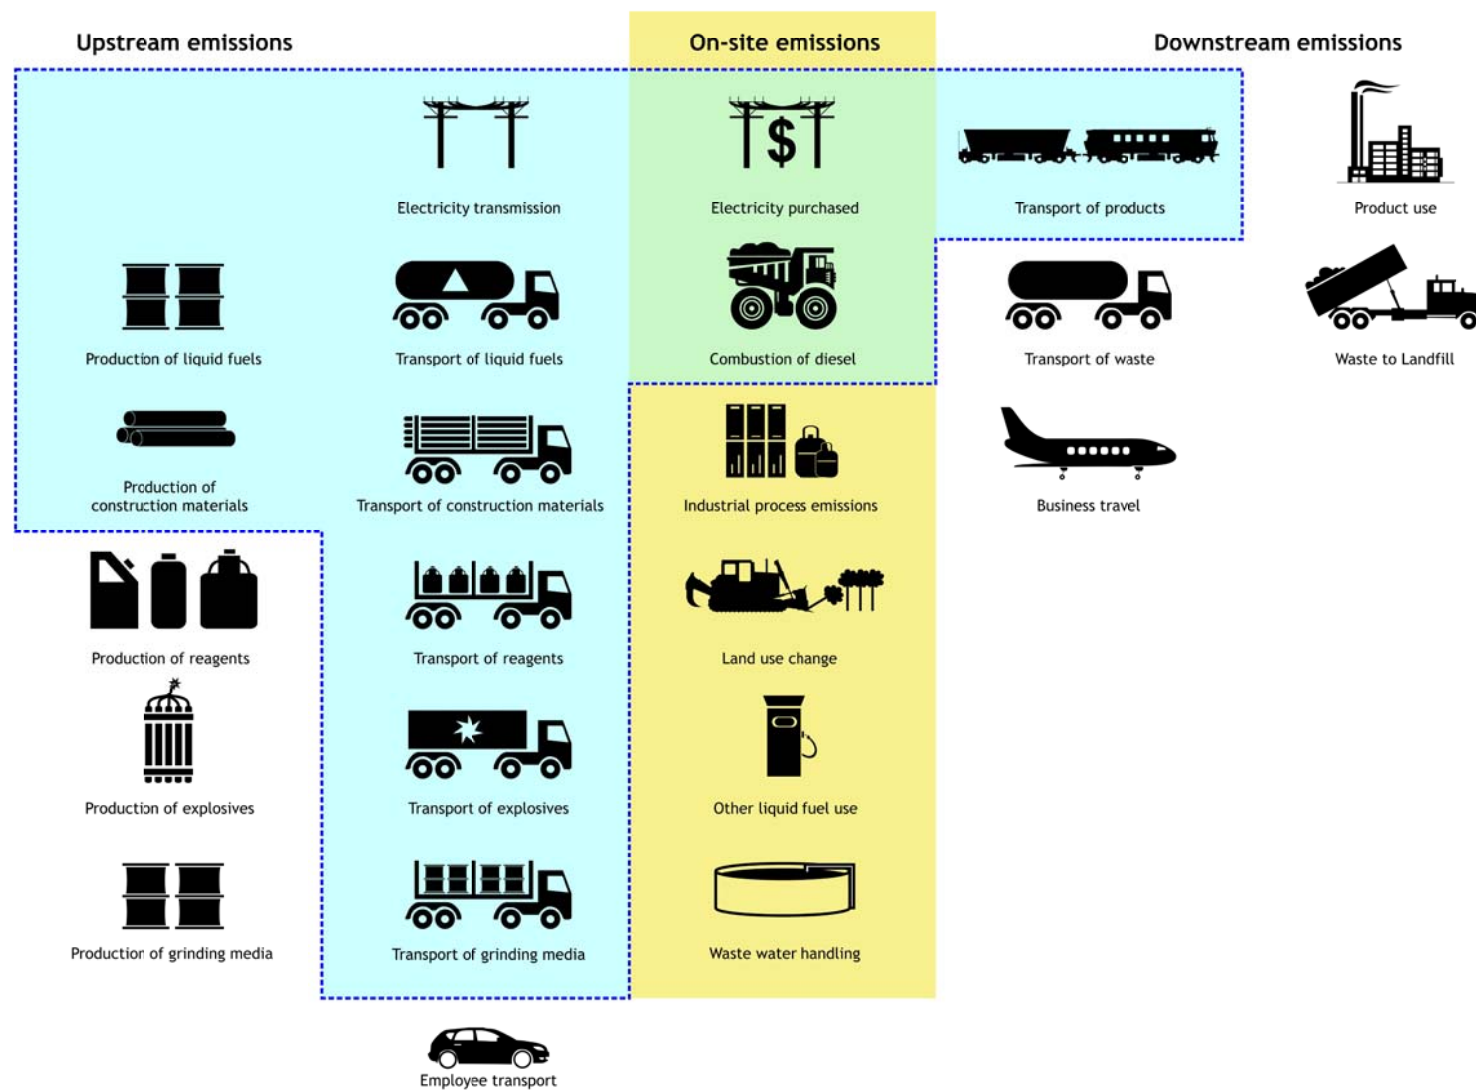 Upstream emissions
On-site emissions
Downstream emissions
Electricity transmission
Electricity purchased
Transport of products
Product use
Production of liquid fuels
Transport of liquid fuels
Combustion of diesel
Transport of waste
Waste to Landfill
Production of
construction materials
Transport of construction materials
Industrial process emissions
Business travel
Production of reagents
Transport of reagents
Land use change
Production of explosives
Transport of explosives
Other liquid fuel use
Production of grinding media
Transport of grinding media
Waste water handling
Employee transport
$